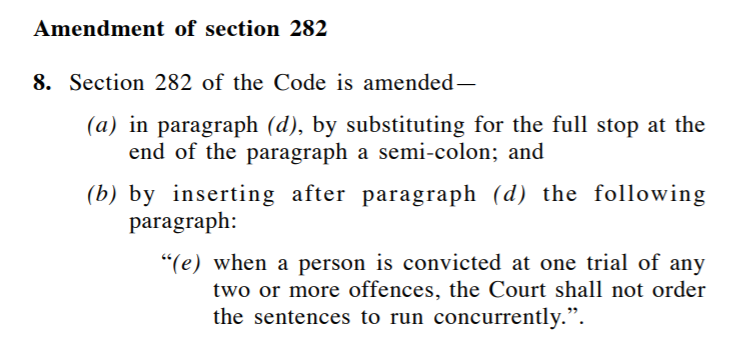 Amendment of section 282
8. Section 282 of the Code is amended—
(a) in paragraph (d), by substituting for the full stop at the
end of the paragraph a semi-colon; and
(b) by inserting after paragraph (d) the following
paragraph:
“(e) when a person is convicted at one trial of any
two or more offences, the Court shall not order
the sentences to run concurrently.”.